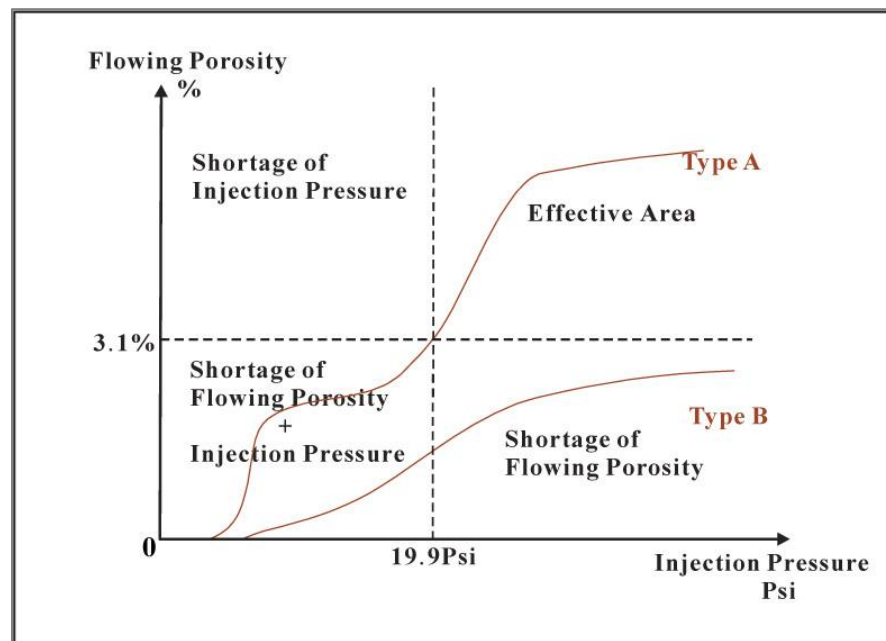 Flowing Porosity
%
Shortage of
Injection Pressure
Type A
Effective Area
3.1%
Shortage of
Flowing Porosity
+
Injection Pressure
Type B
Shortage of
Flowing Porosity
0
19.9Psi
Injection Pressure
Psi